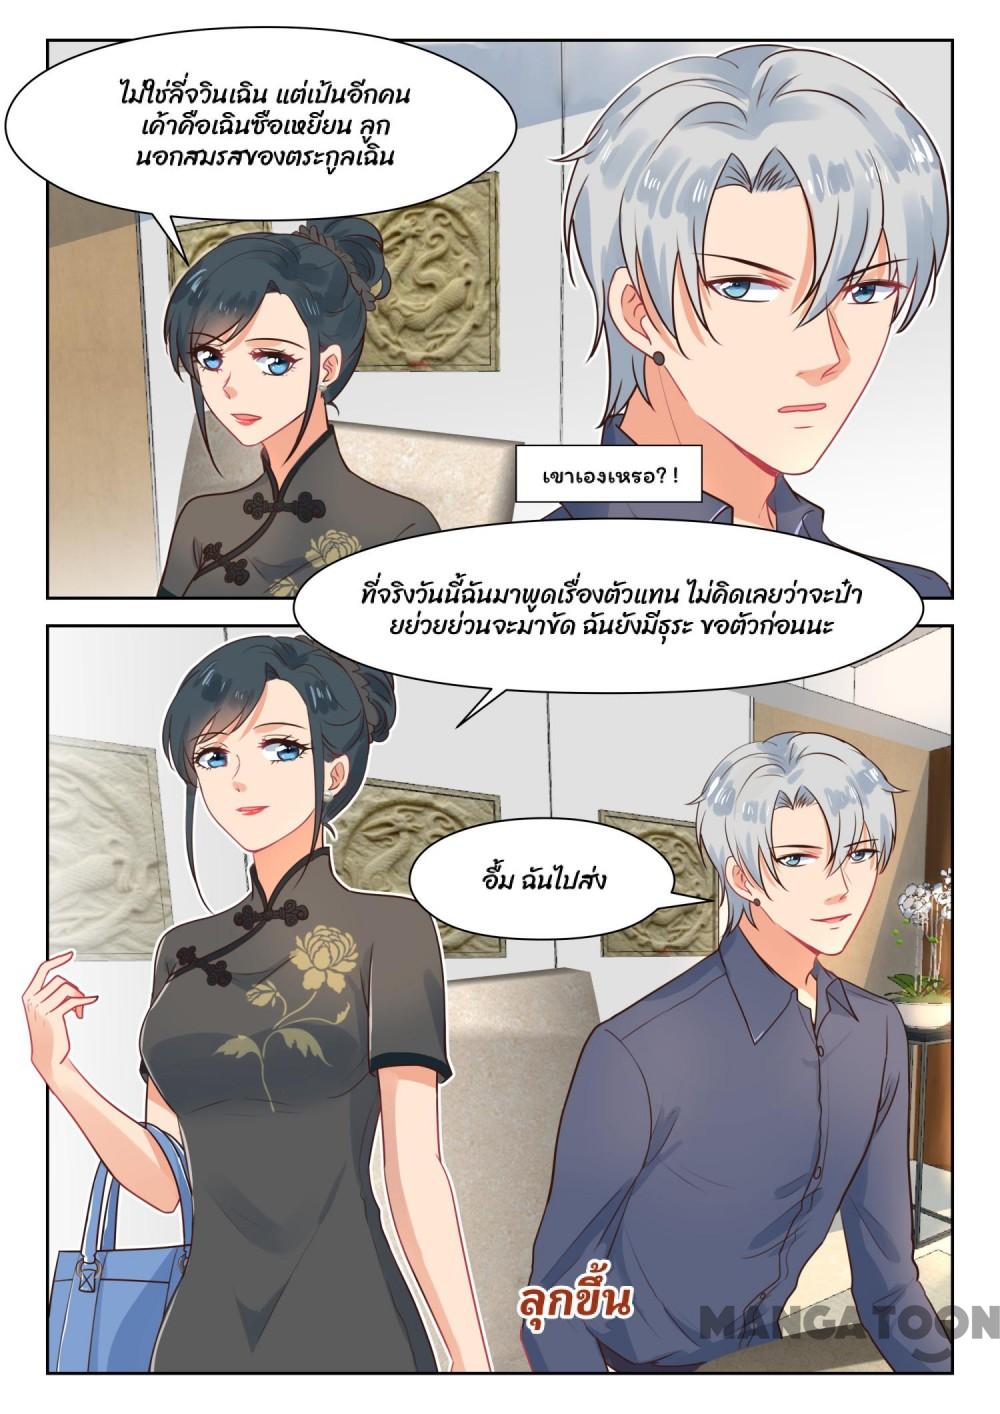 ไม่ใช่ลี่จวินเฉิน แต่เป็นอีกคน
เค้าคือเฉินซือเหยียน ลูก
นอกสมรสของตระกูลเฉิน
เขาเองเหรอ?!
ที่จริงวันนี้ฉันมาพูดเรื่องตัวแทน ไม่คิดเลยว่าจะป๋า
ยย่วยย่วนจะมาขัด ฉันยังมีธุระ ขอตัวก่อนนะ
อื้ม ฉันไปส่ง
ลุกขึ้น
MANGATOON